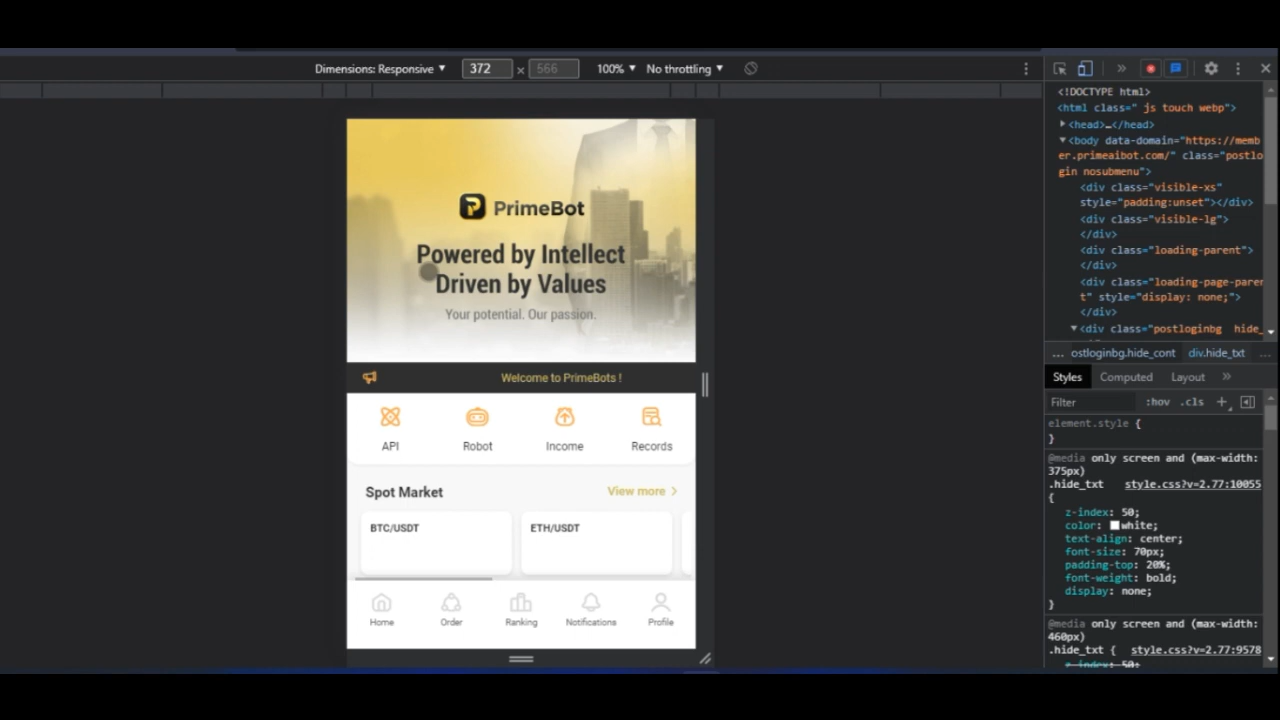 Dimensions: Responsive ▼ 372 × 566 100% ▼ No throttling ▼
PrimeBot
Powered by Intellect
Driven by Values
Your potential. Our passion.
Welcome to PrimeBots !
API Robot Income Records
Spot Market View more >
BTC/USDT ETH/USDT
Home Order Ranking Notifications Profile
<!DOCTYPE html>
<html class=" js touch webp">
▶<head>…</head>
▼<body data-domain="https://memb
er.primeaibot.com/" class="postlo
gin nosubmenu">
<div class="visible-xs"
style="padding:unset"></div>
<div class="visible-lg">
</div>
<div class="loading-parent">
</div>
<div class="loading-page-paren
t" style="display: none;">
</div>
▼<div class="postloginbg hide_
... ostloginbg.hide_cont div.hide_txt ...
Styles Computed Layout »
Filter :hov .cls +
element.style {
}
@media only screen and (max-width:
375px)
.hide_txt style.css?v=2.77:10055
{
z-index: 50;
color: white;
text-align: center;
font-size: 70px;
padding-top: 20%;
font-weight: bold;
display: none;
}
@media only screen and (max-width:
460px)
.hide_txt { style.css?v=2.77:9578
z-index: 50;